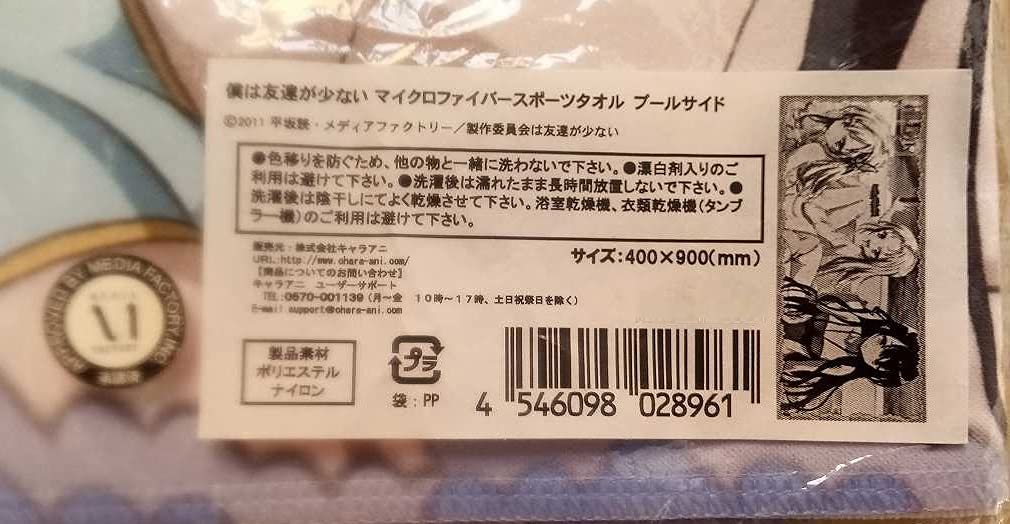 僕は友達が少ない マイクロファイバースポーツタオル プールサイド
©2011 平坂読・メディアファクトリー/製作委員会は友達が少ない
●色移りを防ぐため、他の物と一緒に洗わないで下さい。●漂白剤入りのご
利用は避けて下さい。●洗濯後は濡れたまま長時間放置しないで下さい。●
洗濯後は陰干しにてよく乾燥させて下さい。浴室乾燥機、衣類乾燥機(タンブ
ラー機)のご利用は避けて下さい。
販売元:株式会社キャラアニ
URL:http://www.chara-ani.com/
【商品についてのお問い合わせ】
キャラアニ ユーザーサポート
TEL:0570-001139(月~金 10時~17時、土日祝祭日を除く)
E-mail support@chara-ani.com
サイズ:400×900(mm)
APPROVED BY MEDIA FACTORY, INC.
製品素材
ポリエステル
ナイロン
プラ
袋:PP
4 546098 028961